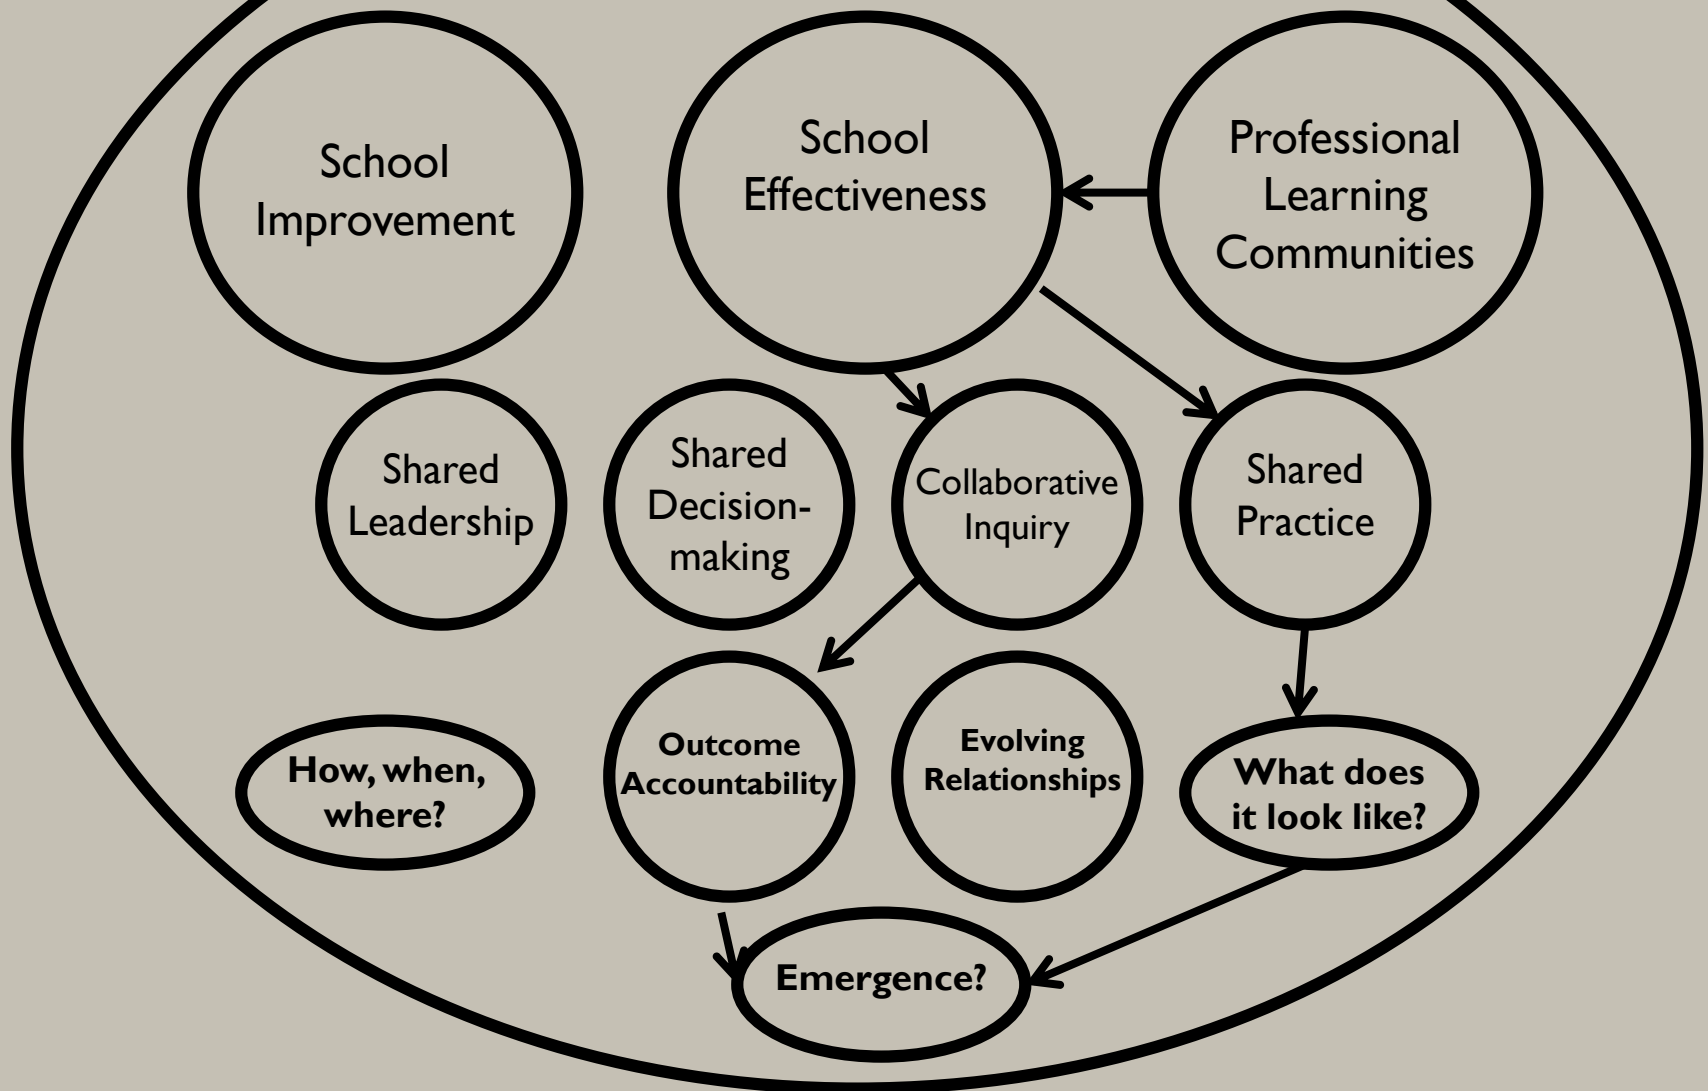 School
Improvement
School
Effectiveness
Professional
Learning
Communities
Shared
Leadership
Shared
Decision-
making
Collaborative
Inquiry
Shared
Practice
How, when,
where?
Outcome
Accountability
Evolving
Relationships
What does
it look like?
Emergence?